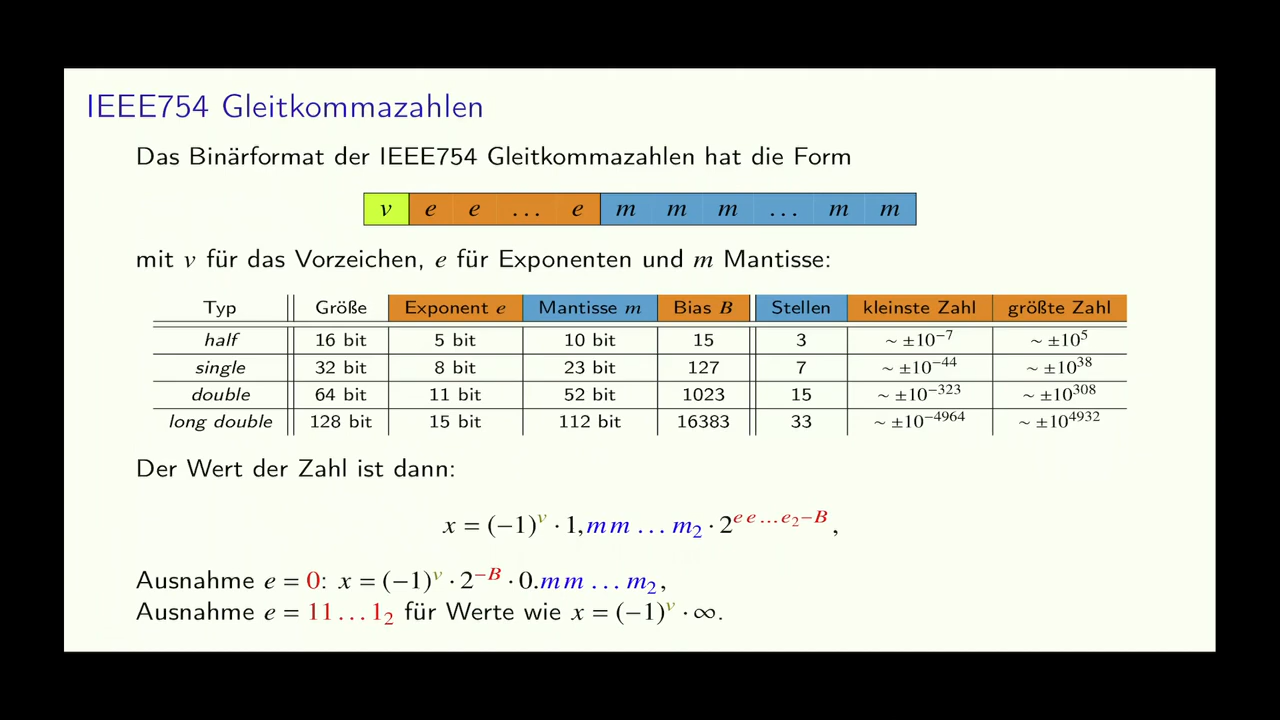 IEEE754 Gleitkommazahlen
Das Binärformat der IEEE754 Gleitkommazahlen hat die Form
v e e … e m m m … m m
mit v für das Vorzeichen, e für Exponenten und m Mantisse:
Typ Größe Exponent e Mantisse m Bias B Stellen kleinste Zahl größte Zahl
half 16 bit 5 bit 10 bit 15 3 ∼ ±10⁻⁷ ∼ ±10⁵
single 32 bit 8 bit 23 bit 127 7 ∼ ±10⁻⁴⁴ ∼ ±10³⁸
double 64 bit 11 bit 52 bit 1023 15 ∼ ±10⁻³²³ ∼ ±10³⁰⁸
long double 128 bit 15 bit 112 bit 16383 33 ∼ ±10⁻⁴⁹⁶⁴ ∼ ±10⁴⁹³²
Der Wert der Zahl ist dann:
x = (−1)^v · 1,mm … m₂ · 2^(e e … e₂−B) ,
Ausnahme e = 0: x = (−1)^v · 2^−B · 0.mm … m₂,
Ausnahme e = 11 … 1₂ für Werte wie x = (−1)^v · ∞.